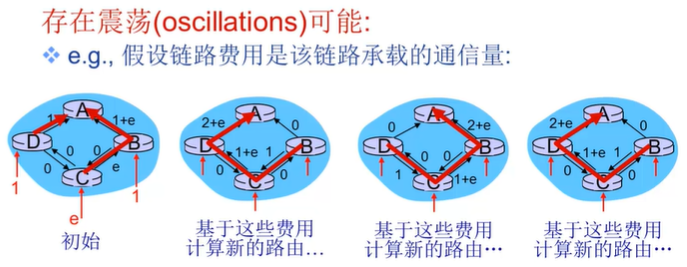 存在震荡(oscillations)可能:
❖ e.g., 假设链路费用是该链路承载的通信量:
A
1 1+e
D 0 0 B
0 e
C
1 1
e
初始
A
2+e 0
D 1+e 1 B
0 0
C
基于这些费用
计算新的路由…
A
0 2+e
D 0 0 B
1 1+e
C
基于这些费用
计算新的路由…
A
2+e 0
D 1+e 1 B
0 0
C
基于这些费用
计算新的路由…